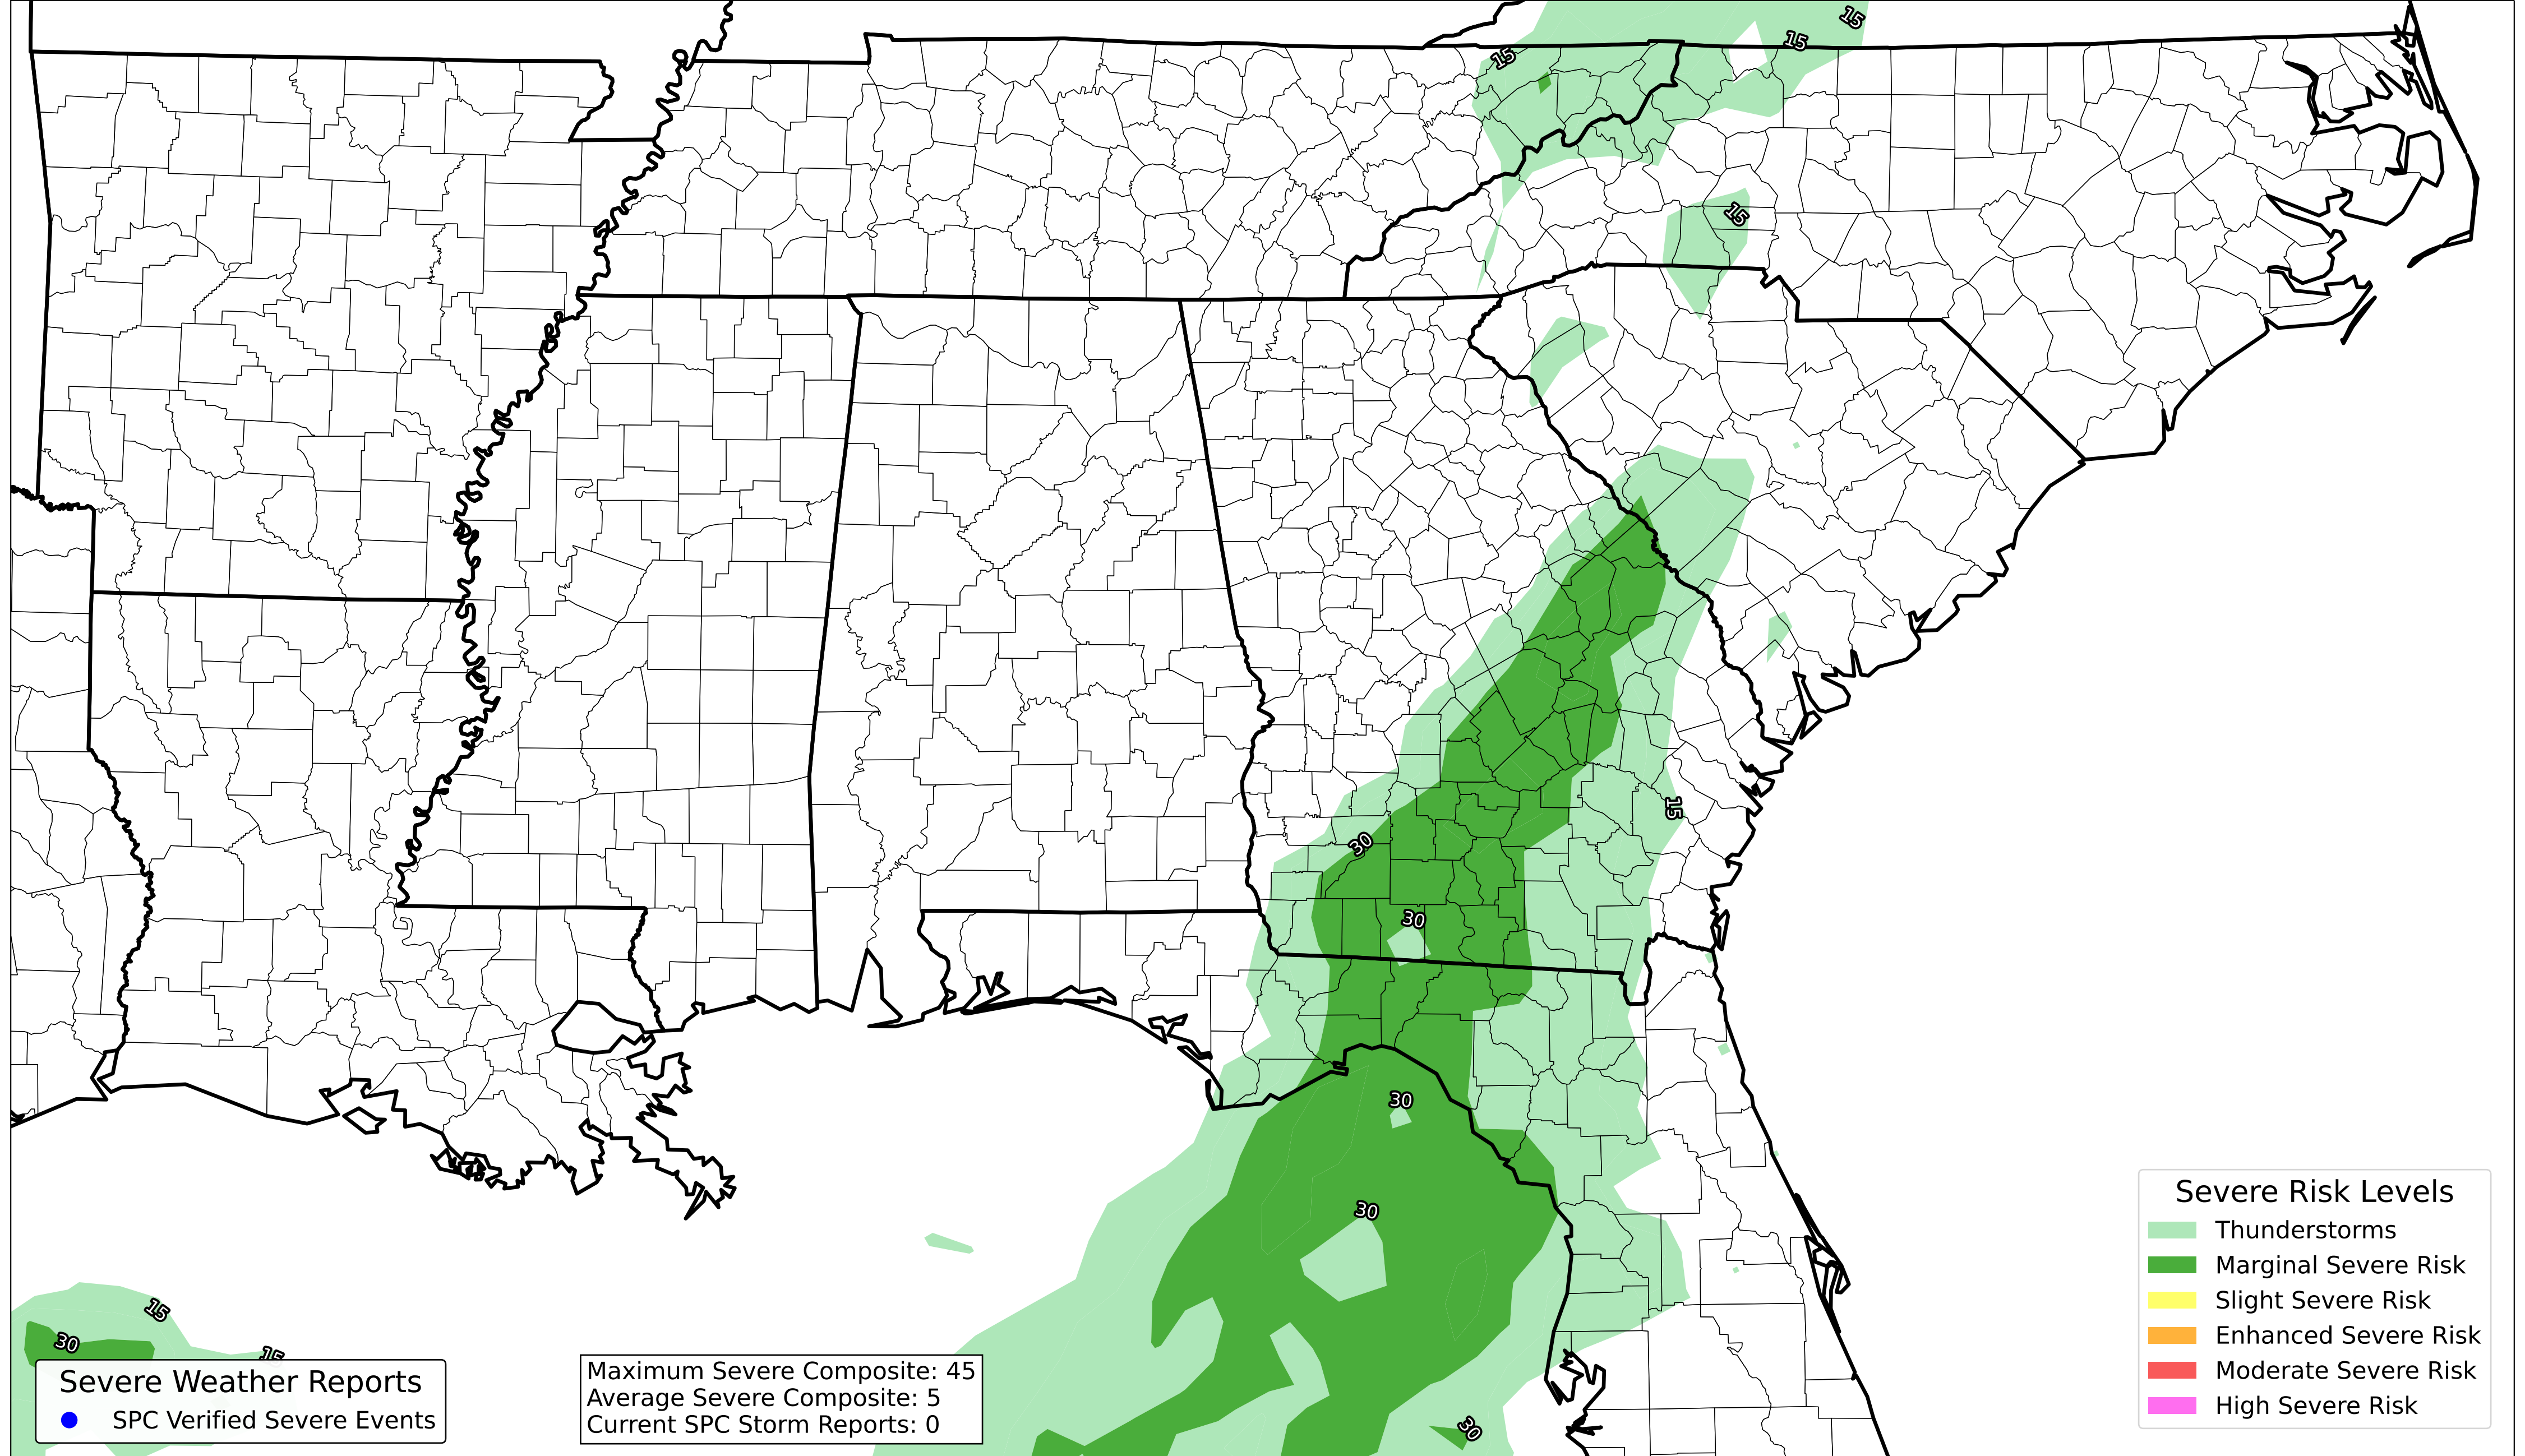 15
15
15
15
30
15
30
30
30
15
30
15
30
Severe Weather Reports
SPC Verified Severe Events
Maximum Severe Composite: 45
Average Severe Composite: 5
Current SPC Storm Reports: 0
Severe Risk Levels
Thunderstorms
Marginal Severe Risk
Slight Severe Risk
Enhanced Severe Risk
Moderate Severe Risk
High Severe Risk